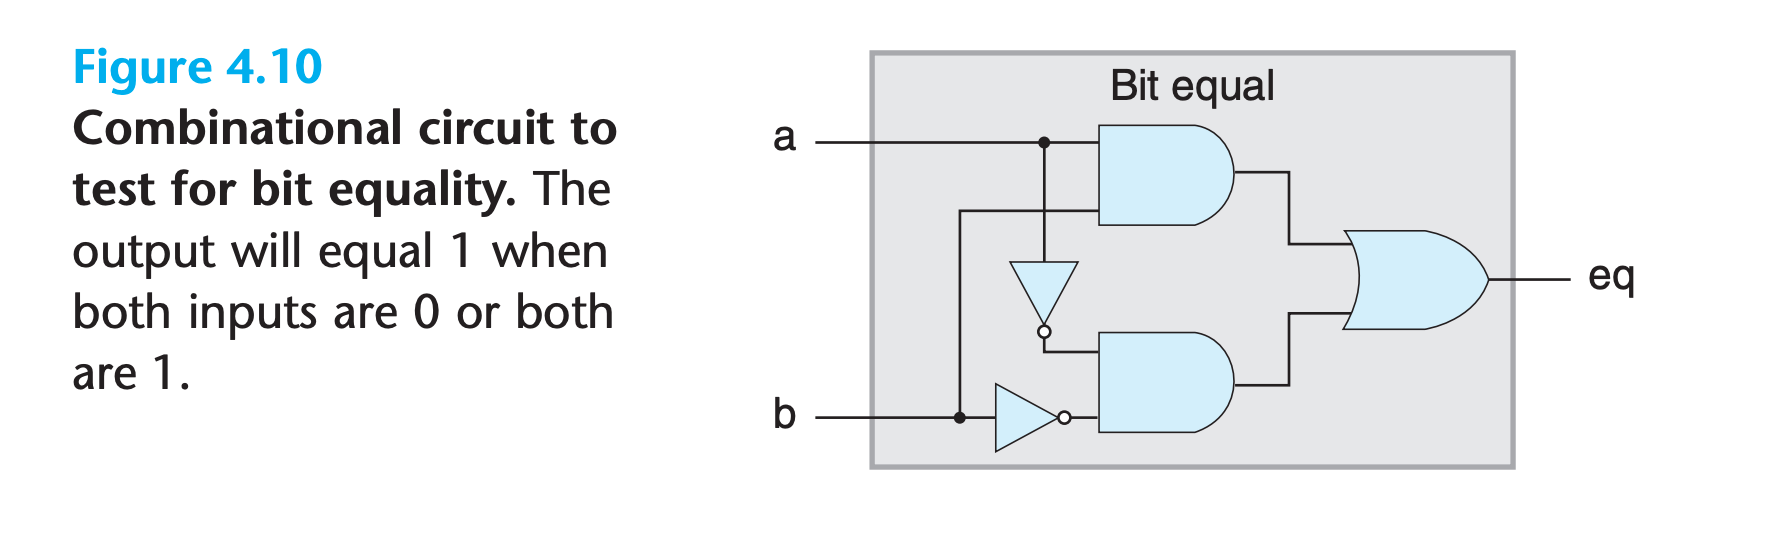 Figure 4.10
Combinational circuit to
test for bit equality. The
output will equal 1 when
both inputs are 0 or both
are 1.
Bit equal
a
eq
b